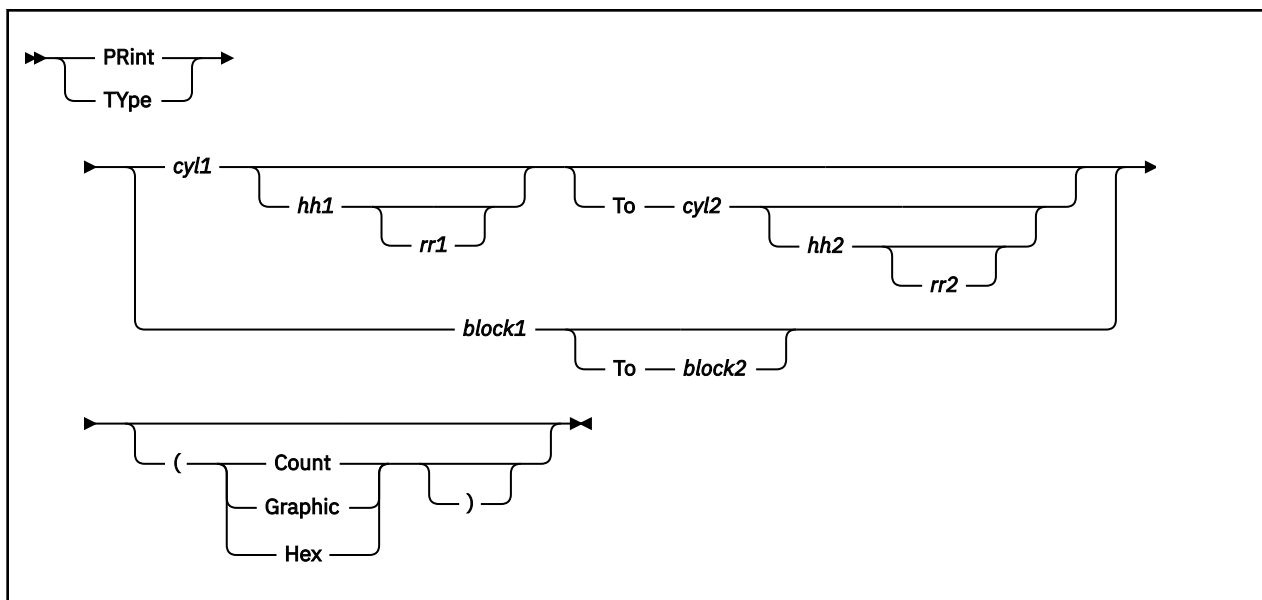 PRint
TYpe
cyl1
hh1 To cyl2
rr1 hh2
rr2
block1
To block2
( Count
Graphic )
Hex